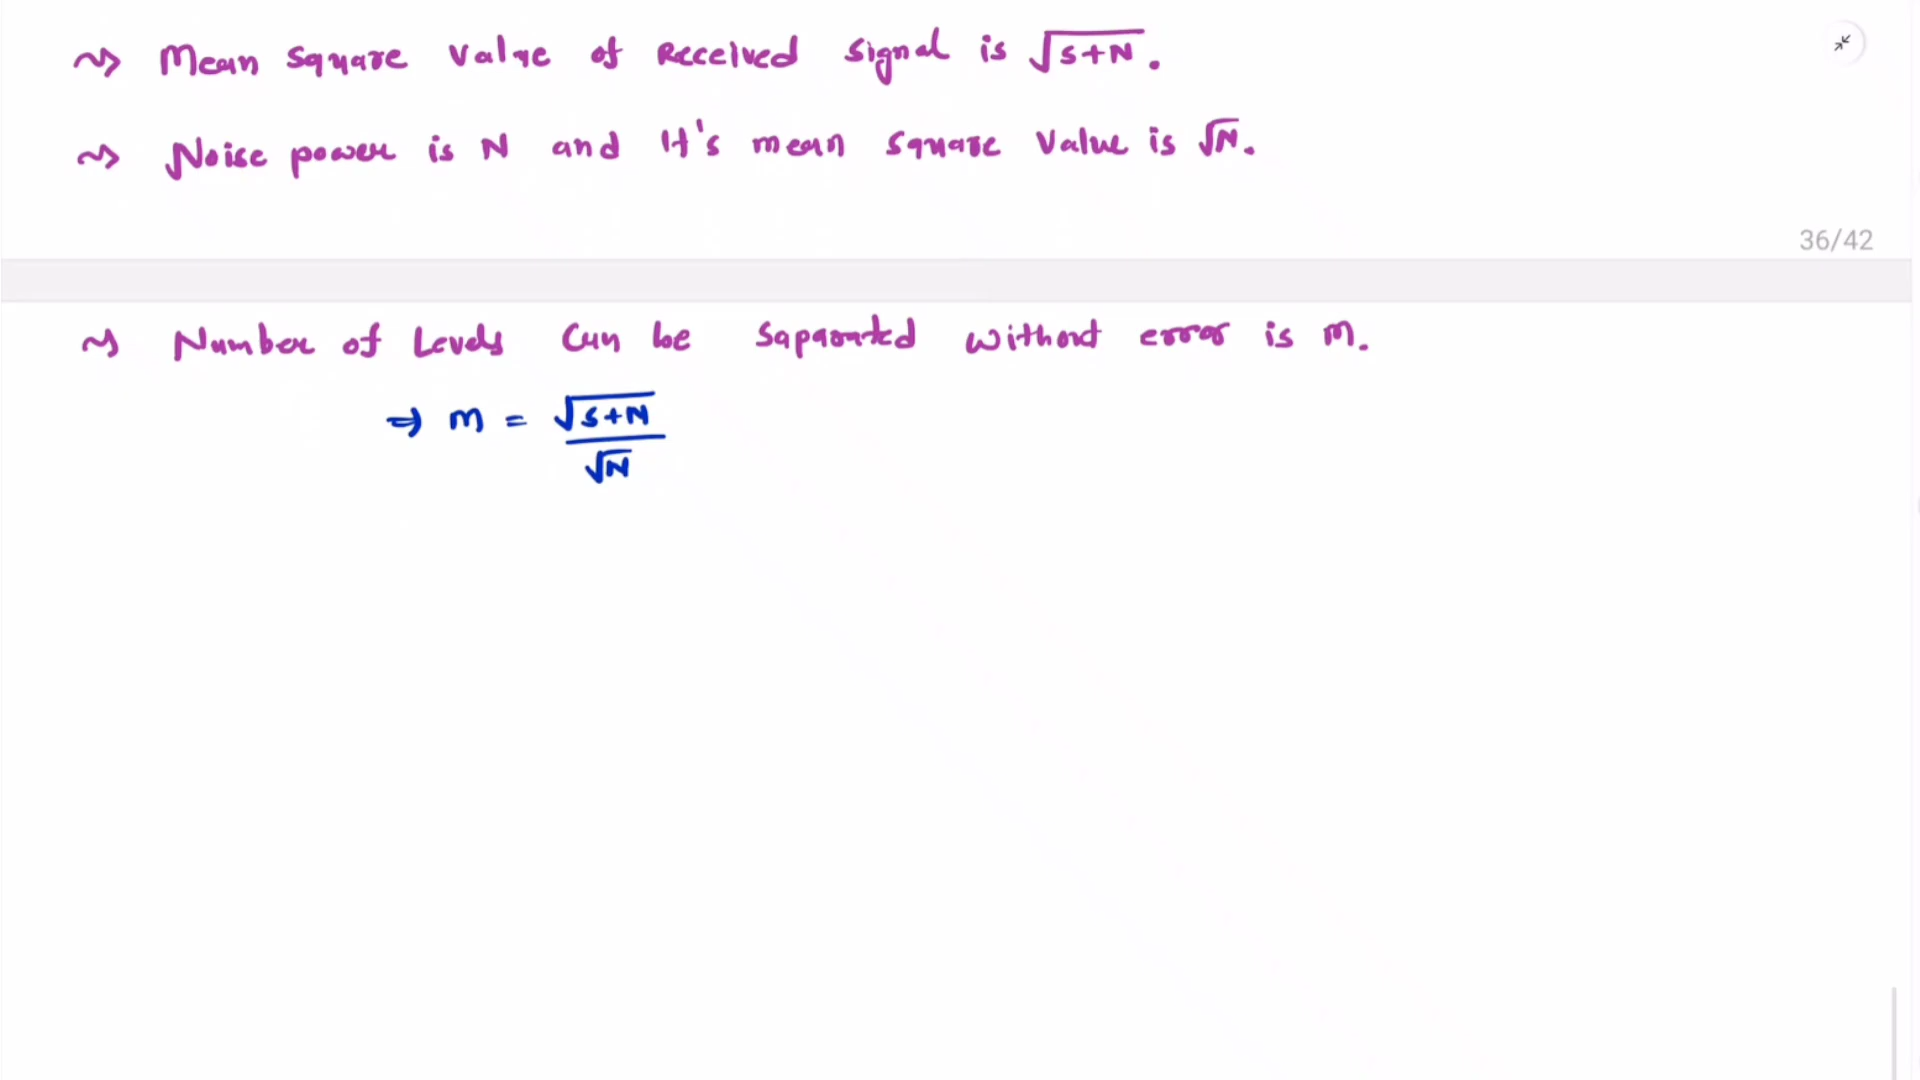 ~> Mean square value of Received signal is √S+N.
~> Noise power is N and It's mean square value is √N.
36/42
~> Number of Levels Can be Saparated without error is m.
⇒ m = √S+N / √N